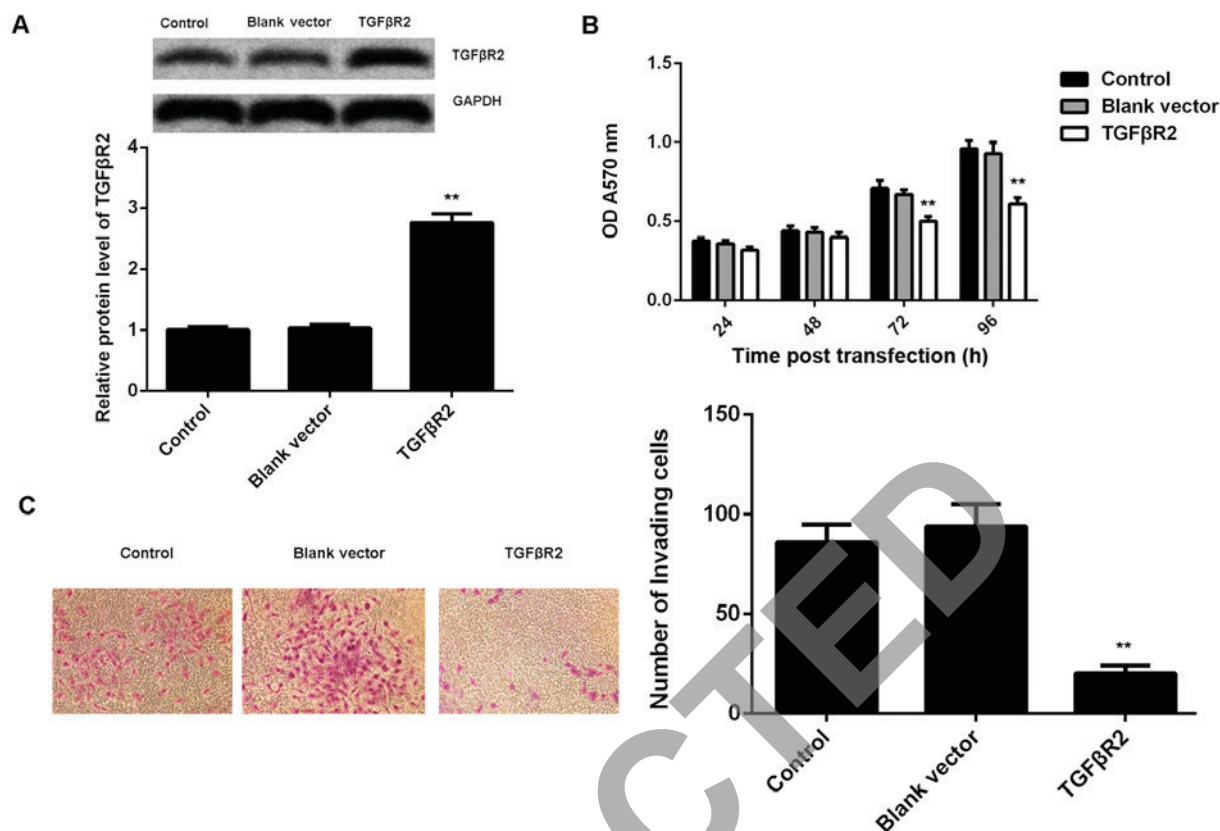 A
Control Blank vector TGFβR2
TGFβR2
GAPDH
Relative protein level of TGFβR2
4
3
2
1
0
**
Control
Blank vector
TGFβR2
B
OD A570 nm
1.5
1.0
0.5
0.0
**
**
24
48
72
96
Time post transfection (h)
Control
Blank vector
TGFβR2
C
Control Blank vector TGFβR2
Number of Invading cells
150
100
50
0
**
Control
Blank vector
TGFβR2
CTED